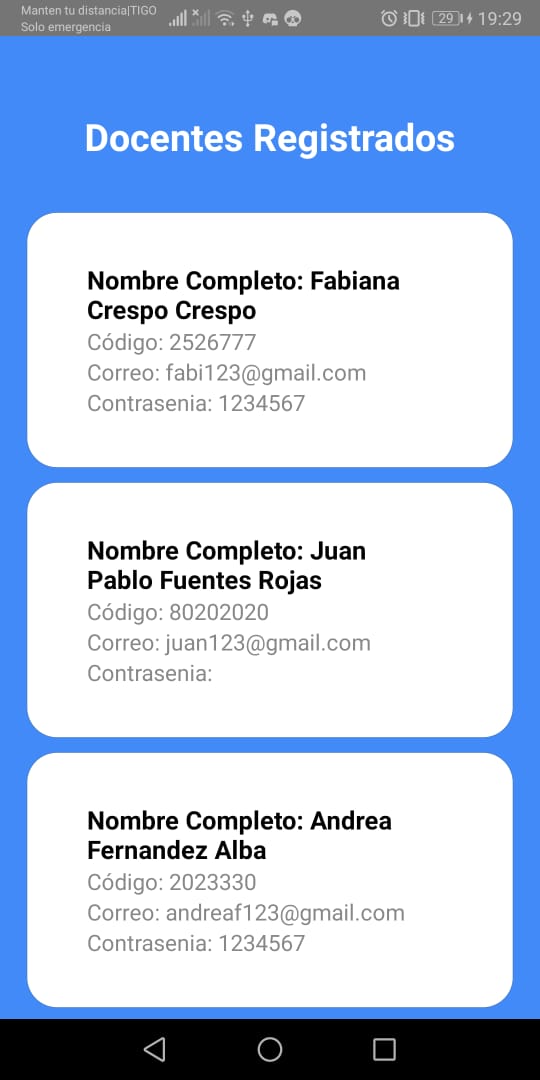 Manten tu distancia|TIGO
Solo emergencia
29
19:29
Docentes Registrados
Nombre Completo: Fabiana
Crespo Crespo
Código: 2526777
Correo: fabi123@gmail.com
Contrasenia: 1234567
Nombre Completo: Juan
Pablo Fuentes Rojas
Código: 80202020
Correo: juan123@gmail.com
Contrasenia:
Nombre Completo: Andrea
Fernandez Alba
Código: 2023330
Correo: andreaf123@gmail.com
Contrasenia: 1234567